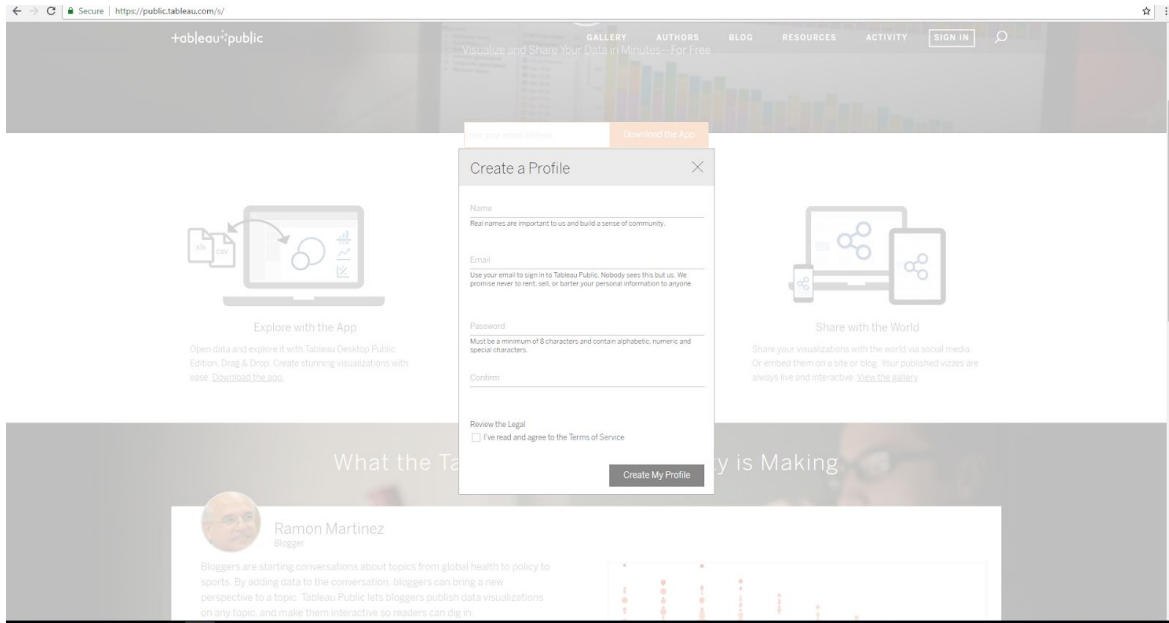 Secure | https://public.tableau.com/s/
+ableau public
GALLERY AUTHORS BLOG RESOURCES ACTIVITY SIGN IN
Visualize and Share Your Data in Minutes—For Free
Download the App
Create a Profile
Name
Real names are important to us and build a sense of community.
Email
Use your email to sign in to Tableau Public. Nobody sees this but us. We
promise never to rent, sell, or barter your personal information to anyone.
Password
Must be a minimum of 8 characters and contain alphabetic, numeric and
special characters.
Confirm
Review the Legal
I've read and agree to the Terms of Service
Create My Profile
xls csv
Explore with the App
Open data and explore it with Tableau Desktop Public
Edition. Drag & Drop. Create stunning visualizations with
ease. Download the app.
Share with the World
Share your visualizations with the world via social media.
Or embed them on a site or blog. Your published vizzes are
always live and interactive. View the gallery
What the Ta y is Making
Ramon Martinez
Blogger
Bloggers are starting conversations about topics from global health to policy to
sports. By adding data to the conversation, bloggers can bring a new
perspective to a topic. Tableau Public lets bloggers publish data visualizations
on any topic, and make them interactive so readers can dig in.